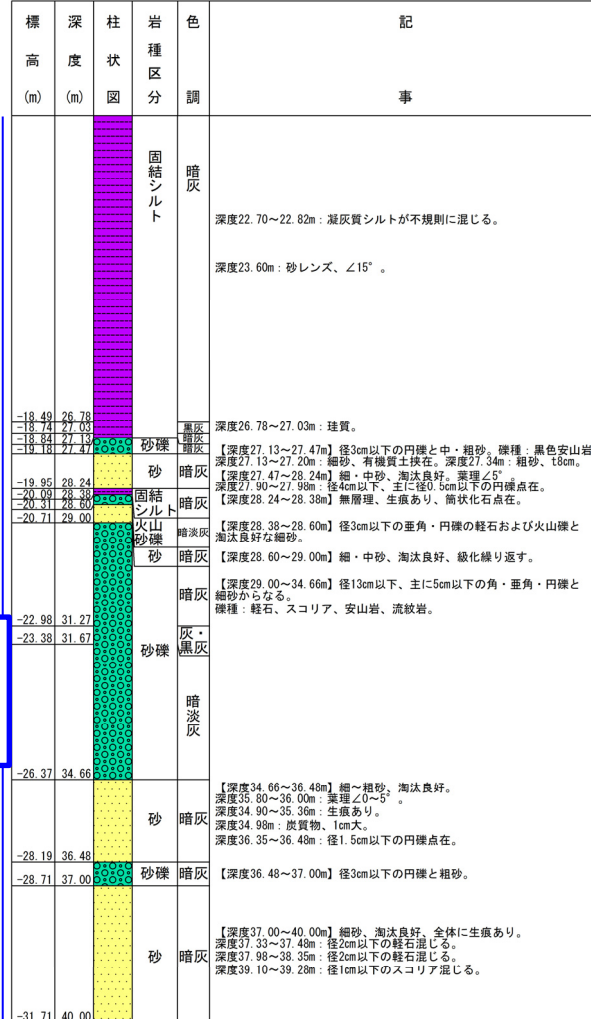 標高(m)
深度(m)
柱状図
岩種区分
色調
記事
固結シルト
暗灰
深度22.70～22.82m：凝灰質シルトが不規則に混じる。
深度23.60m：砂レンズ、∠15°。
-18.49 26.78
-18.74 27.03 黒灰 深度26.78～27.03m：珪質。
-18.84 27.13 暗灰
-19.18 27.47 砂礫 暗灰 【深度27.13～27.47m】径3cm以下の円礫と中・粗砂。礫種：黒色安山岩
深度27.13～27.20m：細砂、有機質土挟在。深度27.34m：粗砂、t8cm。
砂 暗灰 【深度27.47～28.24m】細・中砂、淘汰良好。葉理∠5°。
-19.95 28.24 深度27.90～27.98m：径4cm以下、主に径0.5cm以下の円礫点在。
-20.09 28.38 固結シルト 暗灰 【深度28.24～28.38m】無層理、生痕あり、筒状化石点在。
-20.31 28.60
-20.71 29.00
火山砂礫 暗淡灰 【深度28.38～28.60m】径3cm以下の亜角・円礫の軽石および火山礫と
淘汰良好な細砂。
砂 暗灰 【深度28.60～29.00m】細・中砂、淘汰良好、級化繰り返す。
暗灰 【深度29.00～34.66m】径13cm以下、主に5cm以下の角・亜角・円礫と
細砂からなる。
礫種：軽石、スコリア、安山岩、流紋岩。
-22.98 31.27
-23.38 31.67 灰・黒灰
砂礫
暗淡灰
-26.37 34.66
【深度34.66～36.48m】細～粗砂、淘汰良好。
深度35.80～36.00m：葉理∠0～5°。
深度34.90～35.36m：生痕あり。
砂 暗灰 深度34.98m：炭質物、1cm大。
深度36.35～36.48m：径1.5cm以下の円礫点在。
-28.19 36.48
砂礫 暗灰 【深度36.48～37.00m】径3cm以下の円礫と粗砂。
-28.71 37.00
【深度37.00～40.00m】細砂、淘汰良好、全体に生痕あり。
深度37.33～37.48m：径2cm以下の軽石混じる。
砂 暗灰 深度37.98～38.35m：径2cm以下の軽石混じる。
深度39.10～39.28m：径1cm以下のスコリア混じる。
-31.71 40.00